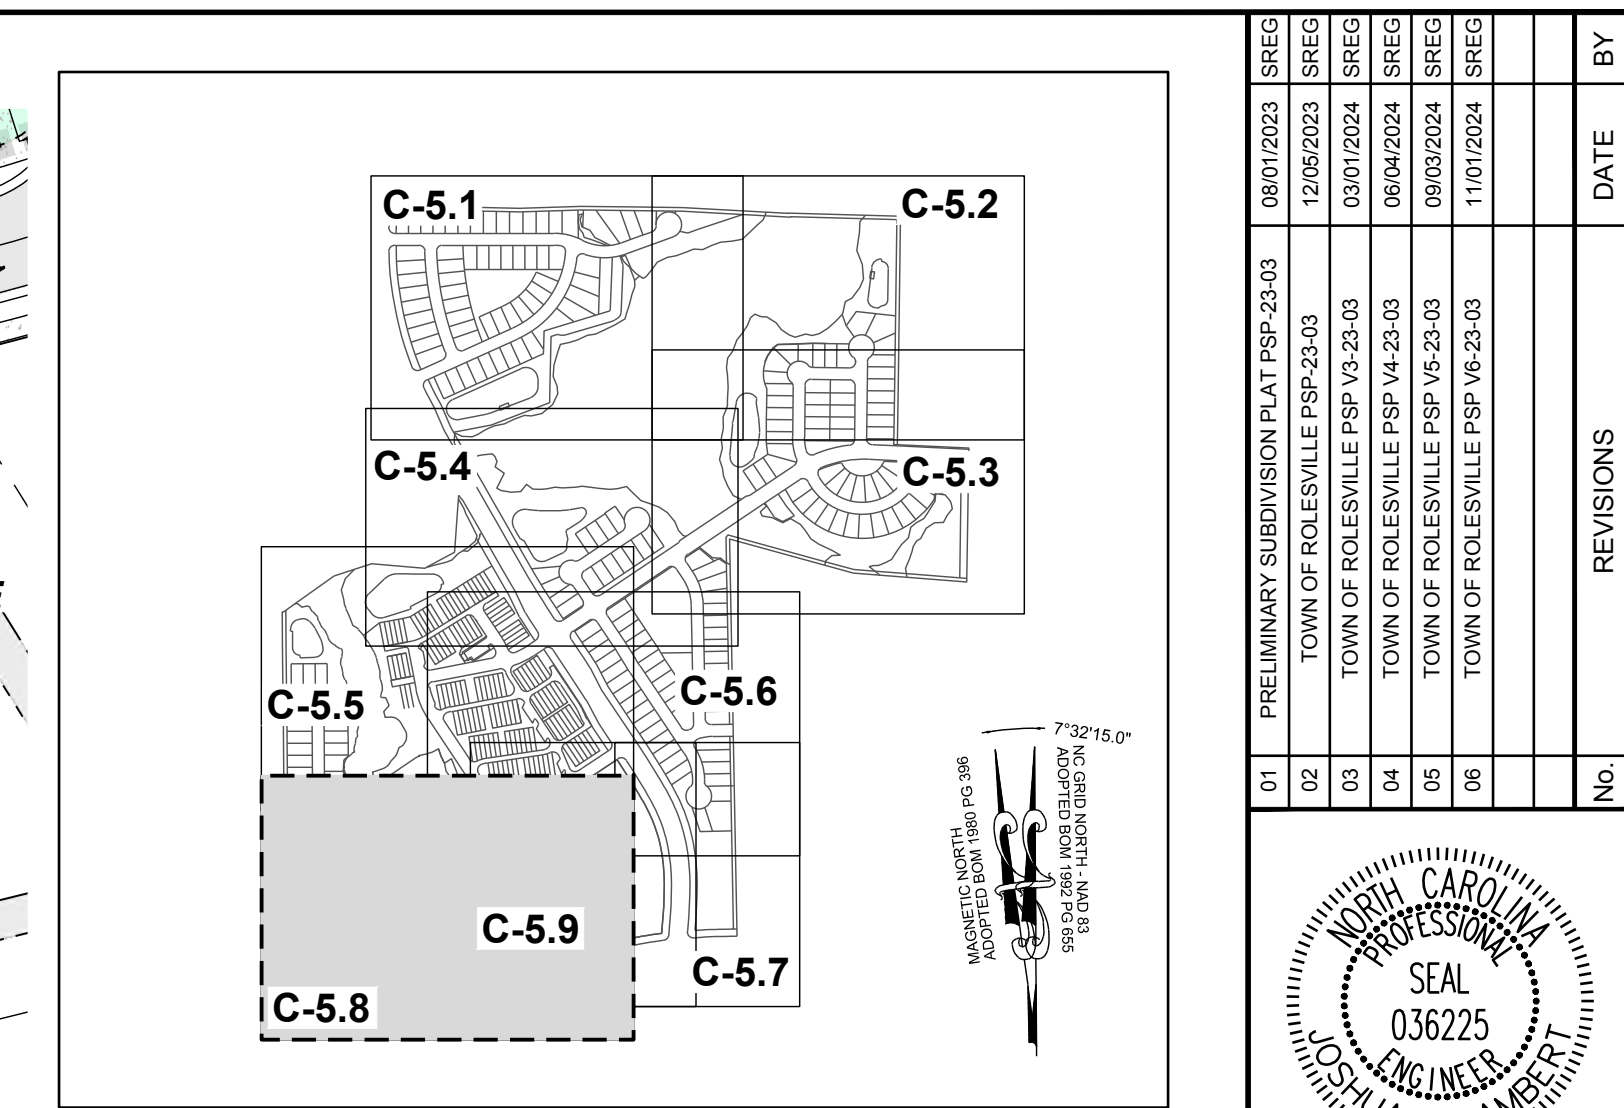 C-5.1
C-5.2
C-5.4
C-5.3
C-5.5
C-5.6
C-5.9
C-5.7
C-5.8
7°32'15.0"
MAGNETIC NORTH
ADOPTED BOM 1980 PG 396
NC GRID NORTH - NAD 83
ADOPTED BOM 1992 PG 655
01 PRELIMINARY SUBDIVISION PLAT PSP-23-03 08/01/2023 SREG
02 TOWN OF ROLESVILLE PSP-23-03 12/05/2023 SREG
03 TOWN OF ROLESVILLE PSP V3-23-03 03/01/2024 SREG
04 TOWN OF ROLESVILLE PSP V4-23-03 06/04/2024 SREG
05 TOWN OF ROLESVILLE PSP V5-23-03 09/03/2024 SREG
06 TOWN OF ROLESVILLE PSP V6-23-03 11/01/2024 SREG
No. REVISIONS DATE BY
NORTH CAROLINA
PROFESSIONAL
SEAL
036225
ENGINEER